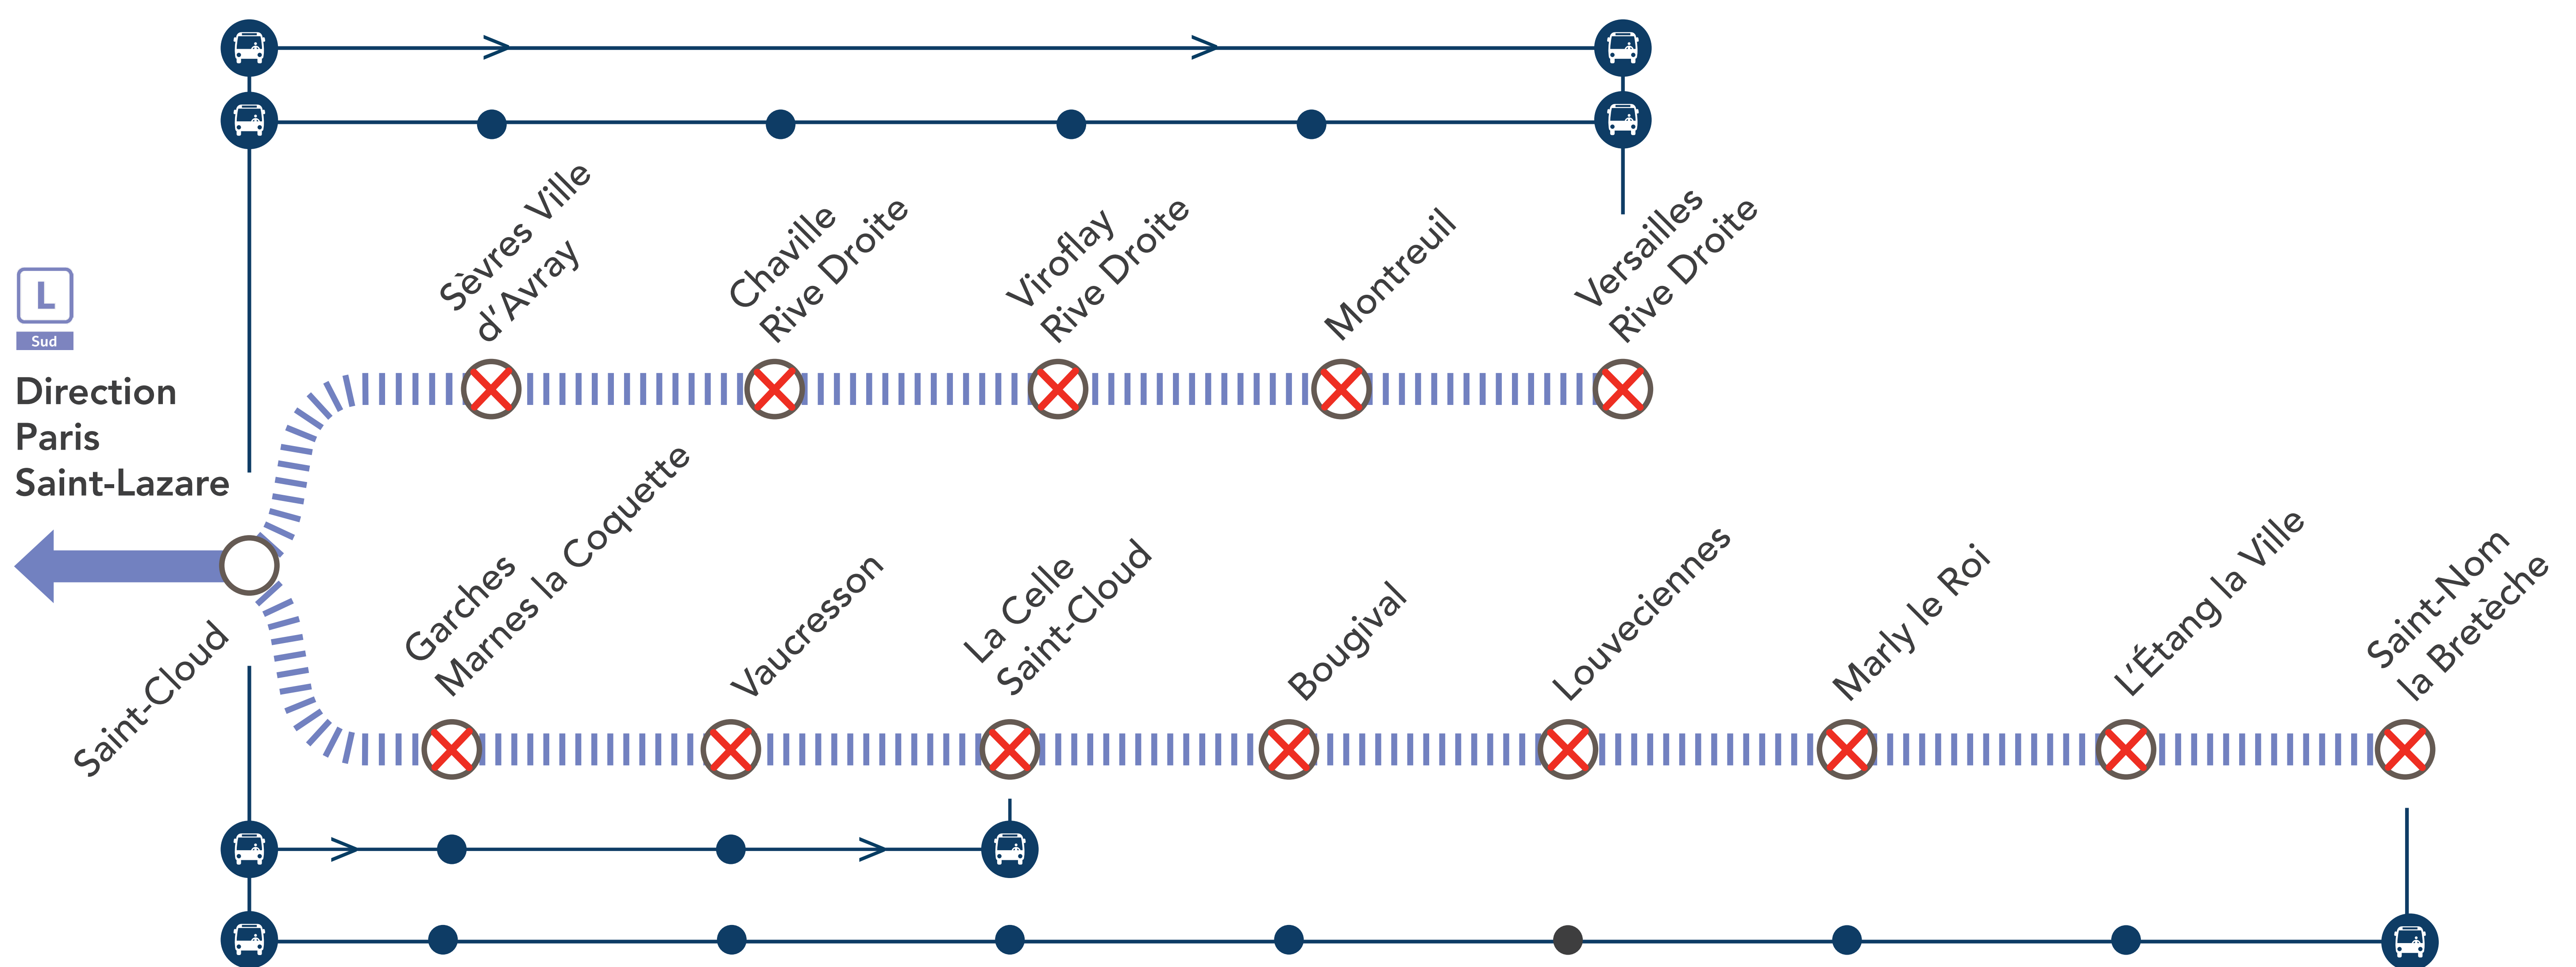 L
Sud
Direction
Paris
Saint-Lazare
Sèvres Ville
d'Avray
Chaville
Rive Droite
Viroflay
Rive Droite
Montreuil
Versailles
Rive Droite
Saint-Cloud
Garches
Marnes la Coquette
Vaucresson
La Celle
Saint-Cloud
Bougival
Louveciennes
Marly le Roi
L'Étang la Ville
Saint-Nom
la Bretèche